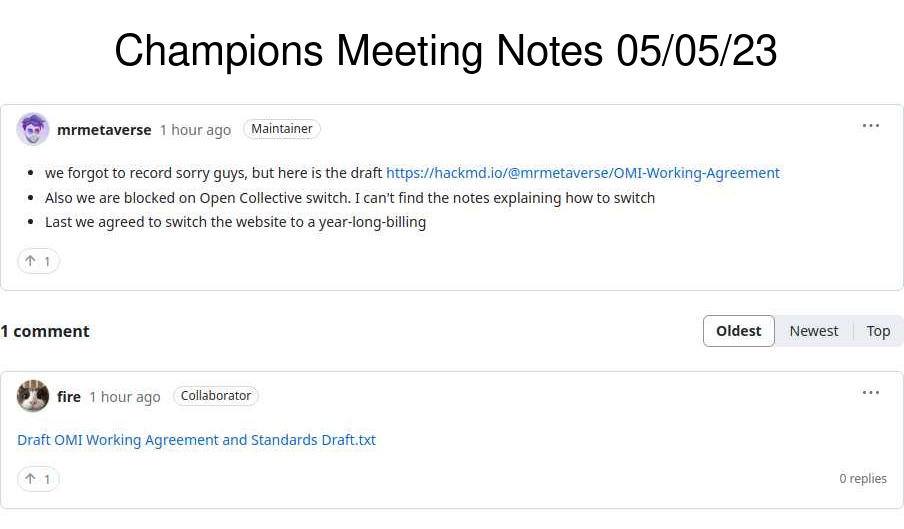 Champions Meeting Notes 05/05/23
mrmetaverse 1 hour ago Maintainer
we forgot to record sorry guys, but here is the draft https://hackmd.io/@mrmetaverse/OMI-Working-Agreement
Also we are blocked on Open Collective switch. I can't find the notes explaining how to switch
Last we agreed to switch the website to a year-long-billing
1
1 comment Oldest Newest Top
fire 1 hour ago Collaborator
Draft OMI Working Agreement and Standards Draft.txt
1 0 replies